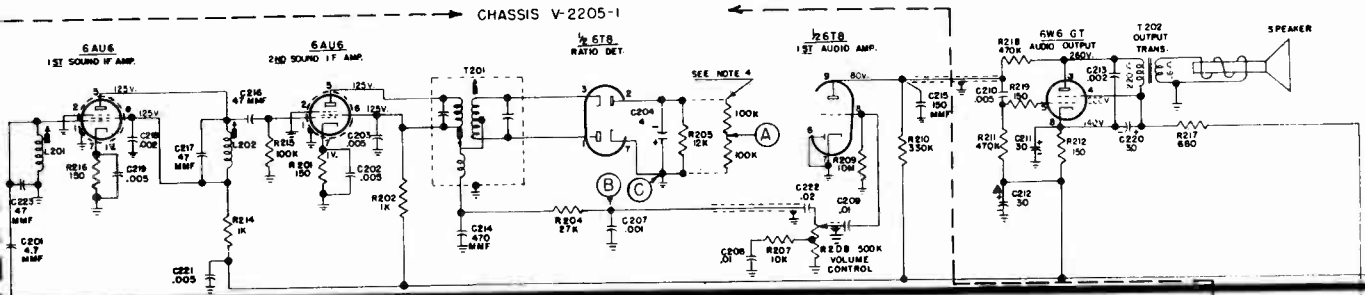 CHASSIS V-2205-1
6AU6
1ST SOUND IF AMP.
6AU6
2ND SOUND IF AMP.
½ 6T8
RATIO DET.
½6T8
1ST AUDIO AMP.
6W6 GT
AUDIO OUTPUT
T202
OUTPUT
TRANS.
SPEAKER
T201
SEE NOTE 4
125V.
125V
125V.
125V.
80V.
260V.
140V
1V.
1V.
L201
R216
150
C219
.005
C218
.002
C217
47
MMF
L202
C216
47 MMF
R215
100K
R201
150
C202
.005
C203
.005
R202
1K
C223
47
MMF
C201
4.7
MMF
R214
1K
C221
.005
C214
470
MMF
R204
27K
C207
.001
C204
4
R205
12K
100K
100K
A
B
C
C222
.02
C209
.01
R209
10M
C208
.01
R207
10K
R208 500K
VOLUME
CONTROL
R210
330K
C215
150
MMF
R218
470K
C210
.005
R219
150
R211
470K
C211
30
C212
30
R212
150
C213
.002
C220
30
R217
680